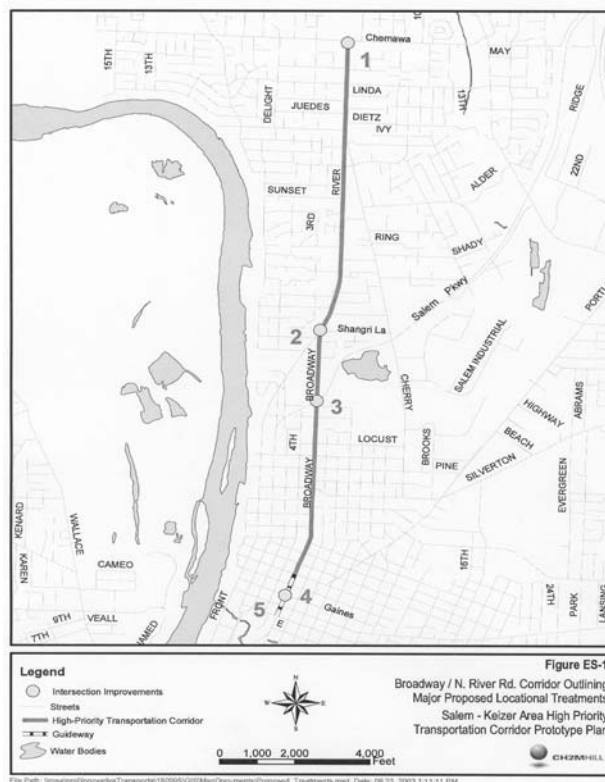 10
Chemawa
15TH
13TH
1
MAY
DELIGHT
LINDA
JUEDES
DIETZ
IVY
13TH
RIDGE
22ND
SUNSET
3RD
RIVER
ALDER
RING
SHADY
Salem Pkwy
PORTL
2
Shangri La
BROADWAY
SALEM INDUSTRIAL
3
CHERRY
HIGHWAY
ABRAMS
4TH
LOCUST
BROOKS
BEACH
BROADWAY
PINE
SILVERTON
EVERGREEN
KENARD
KAREN
WALLACE
CAMEO
16TH
FRONT
5
4
Gaines
24TH
PARK
LANSING
9TH
VEALL
7TH
NAMED
E
Figure ES-1
Legend
Broadway / N. River Rd. Corridor Outlining
Intersection Improvements
Major Proposed Locational Treatments
Streets
Salem - Keizer Area High Priority
High-Priority Transportation Corridor
Transportation Corridor Prototype Plan
Guideway
Water Bodies
N
E
S
W
0 1,000 2,000 4,000
Feet
CH2MHILL